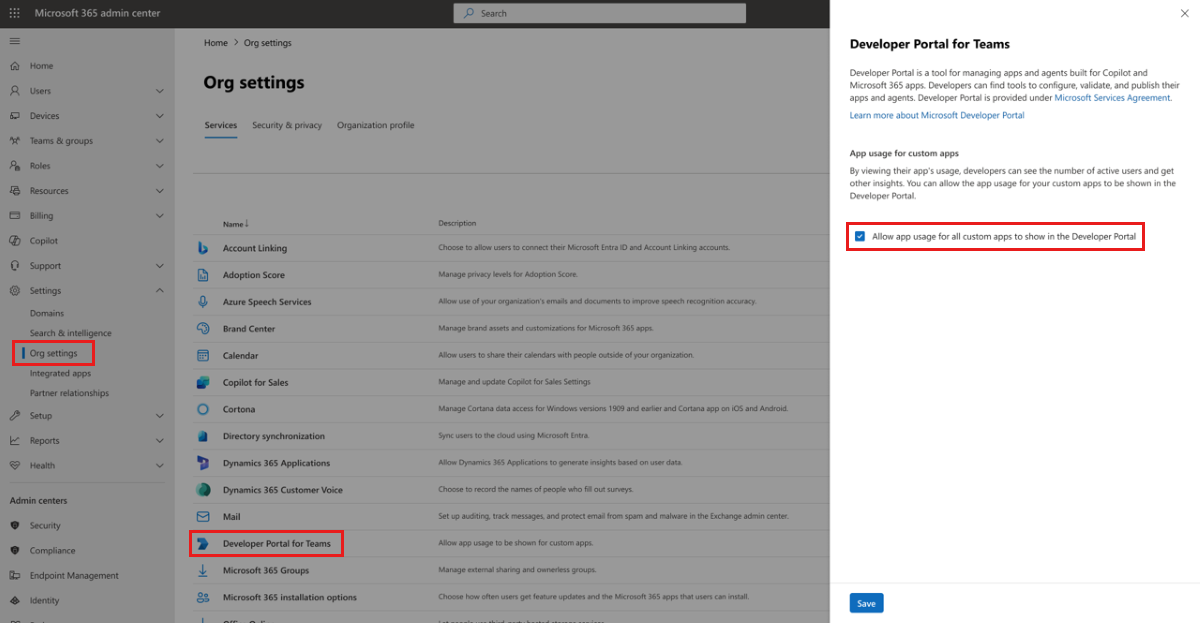 Microsoft 365 admin center
Search
Home
Users
Devices
Teams & groups
Roles
Resources
Billing
Copilot
Support
Settings
Domains
Search & intelligence
Org settings
Integrated apps
Partner relationships
Setup
Reports
Health
Admin centers
Security
Compliance
Endpoint Management
Identity
Home > Org settings
Org settings
Services Security & privacy Organization profile
Name Description
Account Linking Choose to allow users to connect their Microsoft Entra ID and Account Linking accounts.
Adoption Score Manage privacy levels for Adoption Score.
Azure Speech Services Allow use of your organization's emails and documents to improve speech recognition accuracy.
Brand Center Manage brand assets and customizations for Microsoft 365 apps.
Calendar Allow users to share their calendars with people outside of your organization.
Copilot for Sales Manage and update Copilot for Sales Settings
Cortona Manage Cortana data access for Windows versions 1909 and earlier and Cortana app on iOS and Android.
Directory synchronization Sync users to the cloud using Microsoft Entra.
Dynamics 365 Applications Allow Dynamics 365 Applications to generate insights based on user data.
Dynamics 365 Customer Voice Choose to record the names of people who fill out surveys.
Mail Set up auditing, track messages, and protect email from spam and malware in the Exchange admin center.
Developer Portal for Teams Allow app usage to be shown for custom apps.
Microsoft 365 Groups Manage external sharing and ownerless groups.
Microsoft 365 installation options Choose how often users get feature updates and the Microsoft 365 apps that users can install.
Developer Portal for Teams
Developer Portal is a tool for managing apps and agents built for Copilot and
Microsoft 365 apps. Developers can find tools to configure, validate, and publish their
apps and agents. Developer Portal is provided under Microsoft Services Agreement.
Learn more about Microsoft Developer Portal
App usage for custom apps
By viewing their app's usage, developers can see the number of active users and get
other insights. You can allow the app usage for your custom apps to be shown in the
Developer Portal.
Allow app usage for all custom apps to show in the Developer Portal
Save